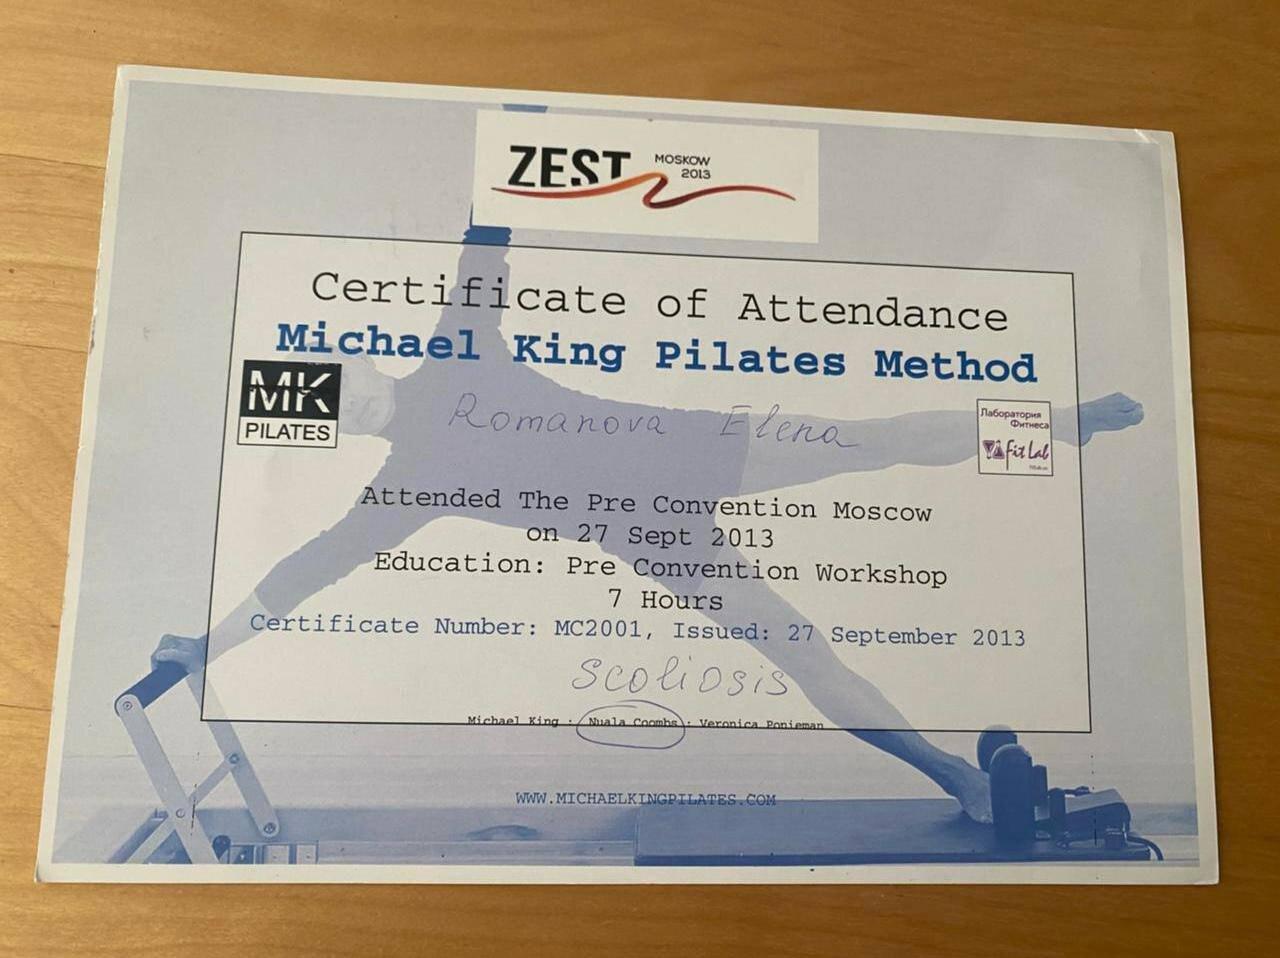 ZEST MOSKOW
2013
Certificate of Attendance
Michael King Pilates Method
MK
PILATES
Romanova Elena
Лаборатория
Фитнеса
Fit Lab
Attended The Pre Convention Moscow
on 27 Sept 2013
Education: Pre Convention Workshop
7 Hours
Certificate Number: MC2001, Issued: 27 September 2013
Scoliosis
Michael King : Nuala Coombs : Veronica Ponieman
WWW.MICHAELKINGPILATES.COM